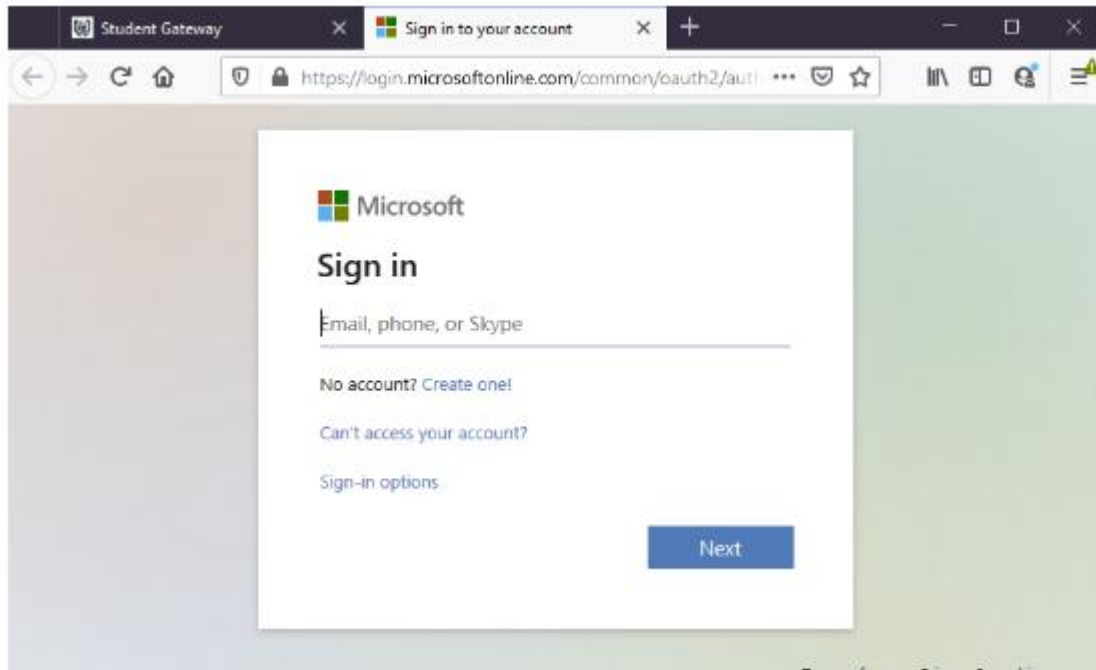 Student Gateway
Sign in to your account
https://login.microsoftonline.com/common/oauth2/aut
Microsoft
Sign in
Email, phone, or Skype
No account? Create one!
Can't access your account?
Sign-in options
Next